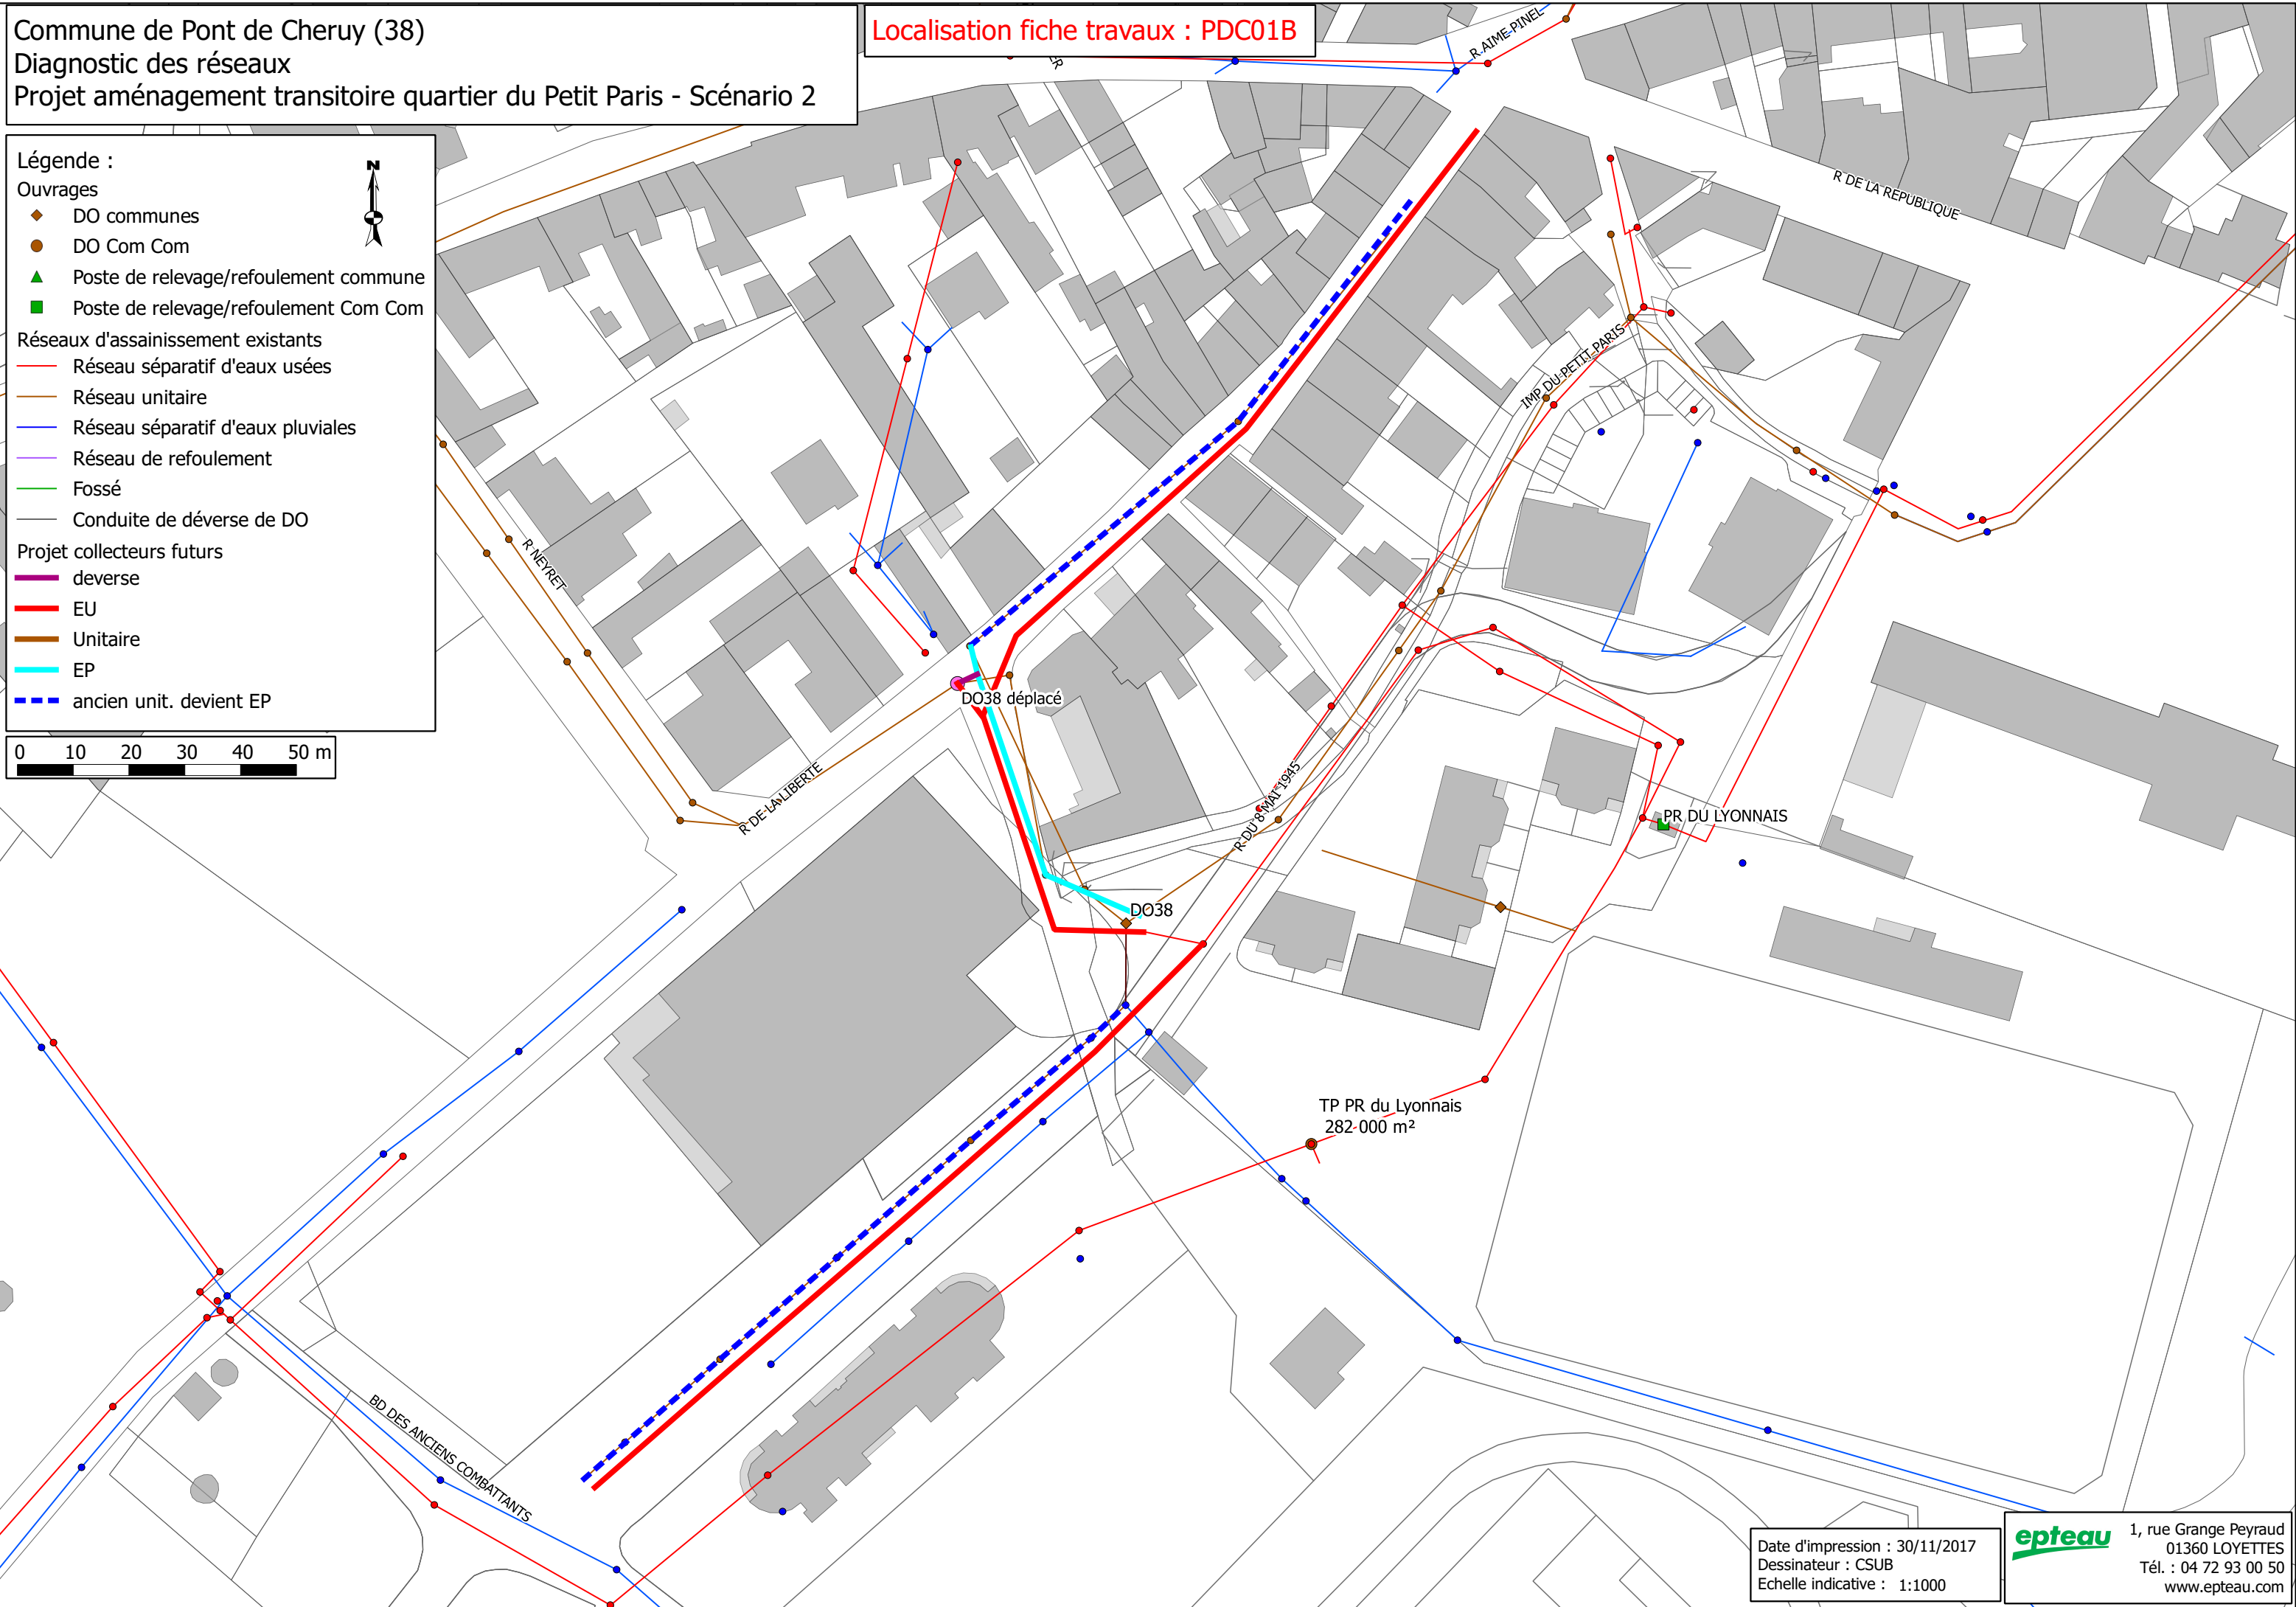 Commune de Pont de Cheruy (38)
Diagnostic des réseaux
Projet aménagement transitoire quartier du Petit Paris - Scénario 2
Localisation fiche travaux : PDC01B
Légende :
N
Ouvrages
DO communes
DO Com Com
Poste de relevage/refoulement commune
Poste de relevage/refoulement Com Com
Réseaux d'assainissement existants
Réseau séparatif d'eaux usées
Réseau unitaire
Réseau séparatif d'eaux pluviales
Réseau de refoulement
Fossé
Conduite de déverse de DO
Projet collecteurs futurs
deverse
EU
Unitaire
EP
ancien unit. devient EP
0 10 20 30 40 50 m
R AIME PINEL
R DE LA REPUBLIQUE
IMP DU PETIT PARIS
R NEYRET
DO38 déplacé
R DE LA LIBERTE
R DU 8 MAI 1945
PR DU LYONNAIS
DO38
TP PR du Lyonnais
282 000 m²
BD DES ANCIENS COMBATTANTS
Date d'impression : 30/11/2017
Dessinateur : CSUB
Echelle indicative : 1:1000
epteau
1, rue Grange Peyraud
01360 LOYETTES
Tél. : 04 72 93 00 50
www.epteau.com